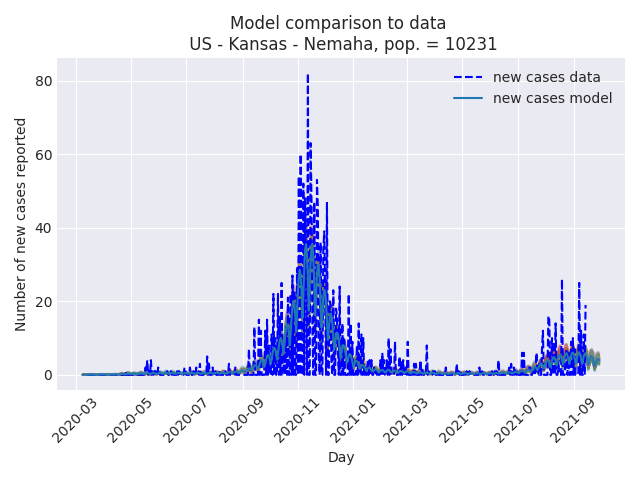 Model comparison to data
US - Kansas - Nemaha, pop. = 10231
new cases data
new cases model
Number of new cases reported
80
60
40
20
0
2020-03
2020-05
2020-07
2020-09
2020-11
2021-01
2021-03
2021-05
2021-07
2021-09
Day